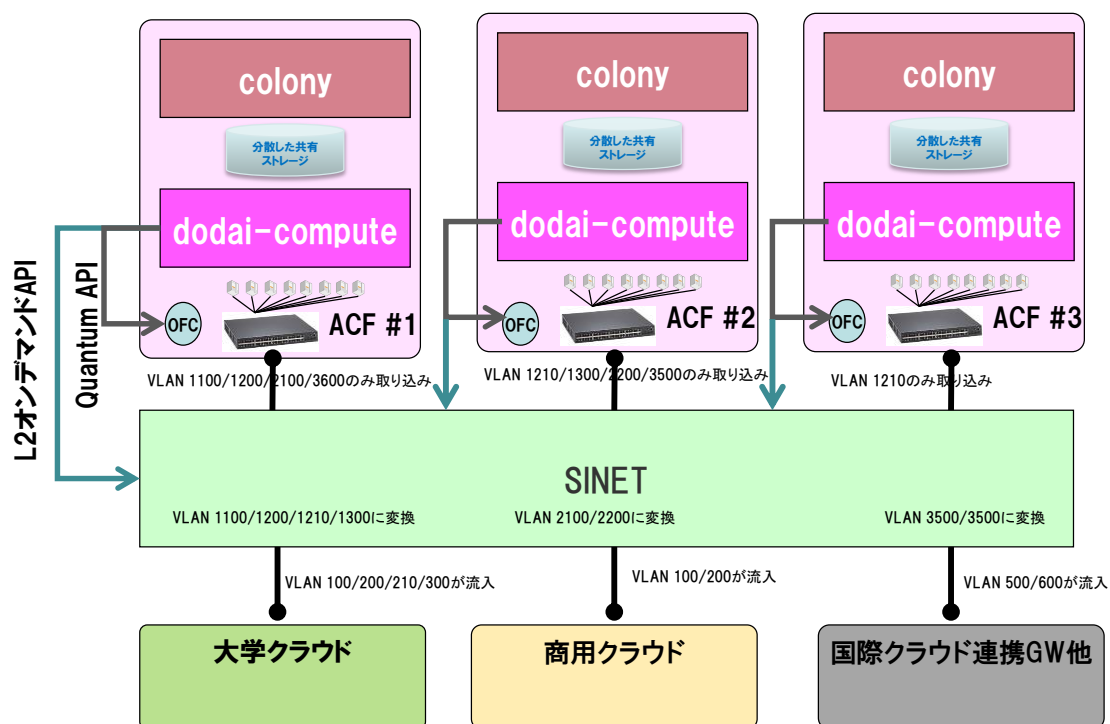 colony
colony
colony
分散した共有
ストレージ
分散した共有
ストレージ
分散した共有
ストレージ
dodai-compute
dodai-compute
dodai-compute
L2オンデマンドAPI
Quantum API
OFC
ACF #1
OFC
ACF #2
OFC
ACF #3
VLAN 1100/1200/2100/3600のみ取り込み
VLAN 1210/1300/2200/3500のみ取り込み
VLAN 1210のみ取り込み
SINET
VLAN 1100/1200/1210/1300に変換
VLAN 2100/2200に変換
VLAN 3500/3500に変換
VLAN 100/200/210/300が流入
VLAN 100/200が流入
VLAN 500/600が流入
大学クラウド
商用クラウド
国際クラウド連携GW他